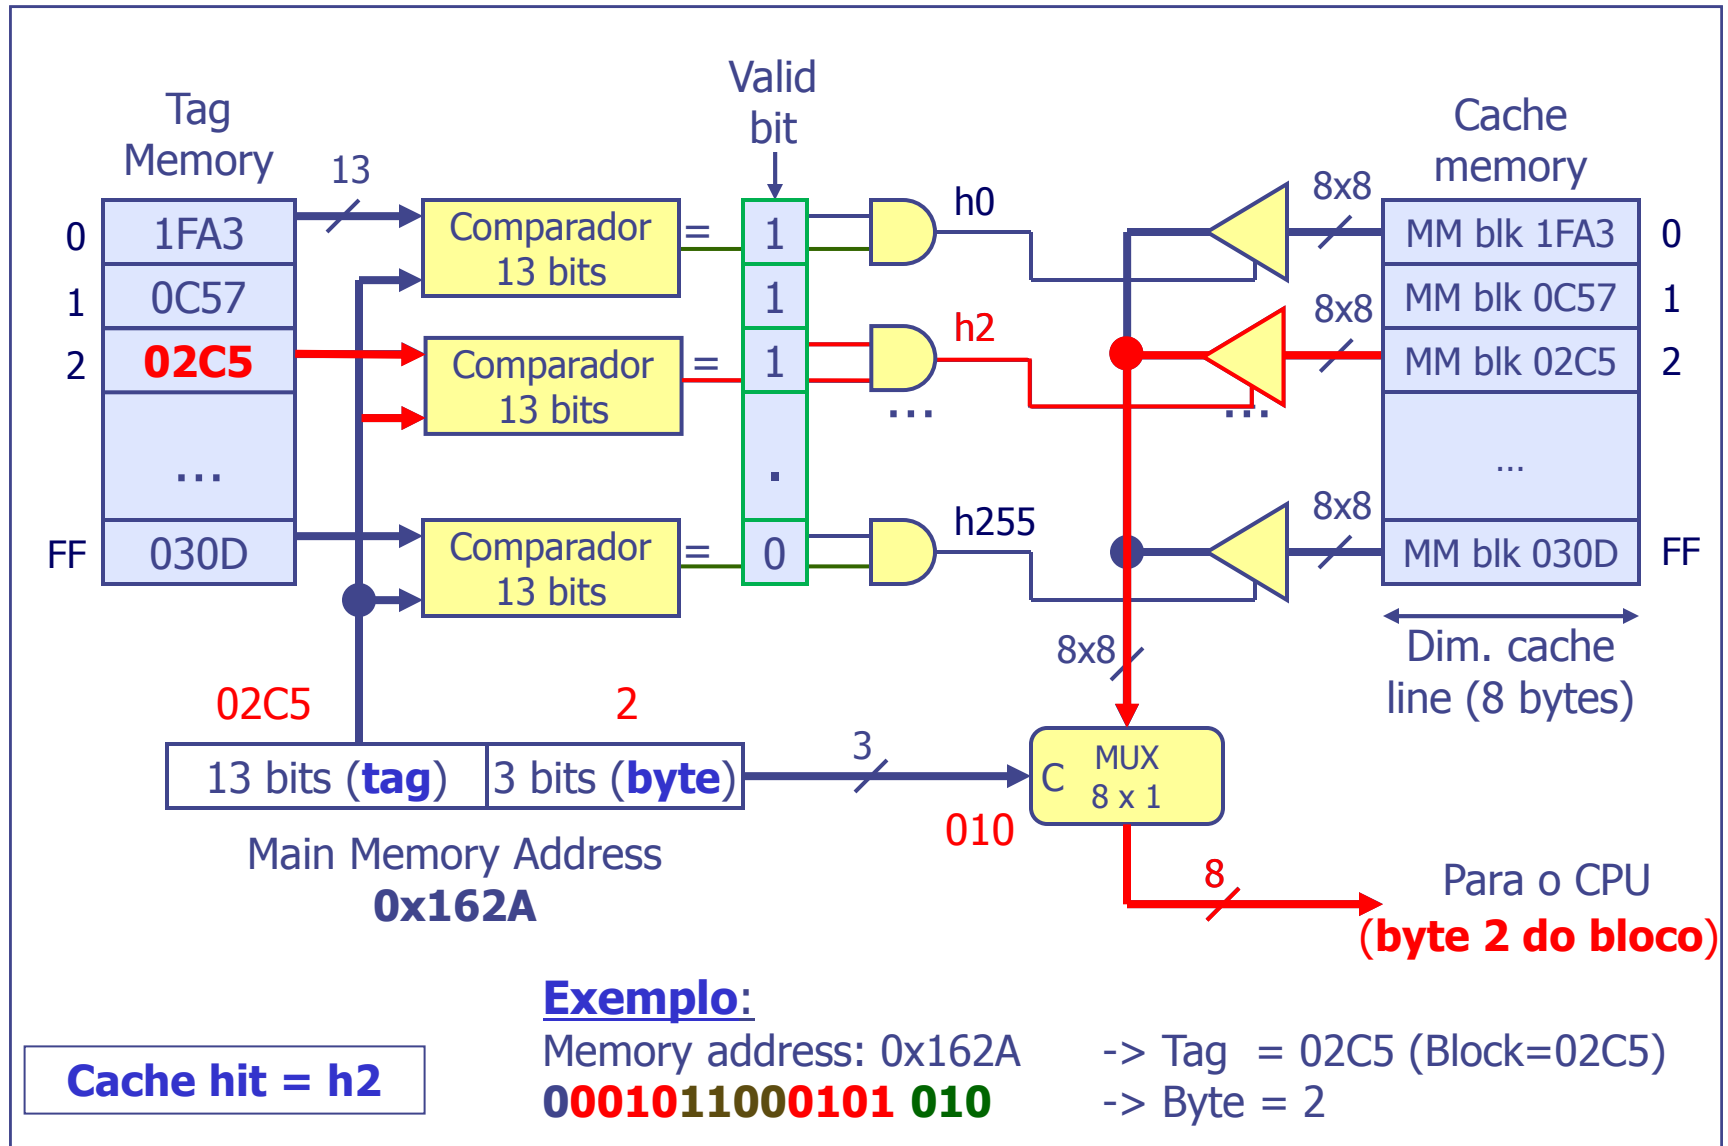 Valid
bit
Tag
Memory
Cache
memory
13
8x8
0
1FA3
Comparador
13 bits
=
1
h0
MM blk 1FA3
0
1
0C57
1
MM blk 0C57
1
8x8
2
02C5
Comparador
13 bits
=
1
h2
MM blk 02C5
2
...
...
...
.
...
8x8
FF
030D
Comparador
13 bits
=
0
h255
MM blk 030D
FF
8x8
Dim. cache
line (8 bytes)
02C5
2
13 bits (tag)
3 bits (byte)
3
C
MUX
8 x 1
010
Main Memory Address
0x162A
8
Para o CPU
(byte 2 do bloco)
Exemplo:
Memory address: 0x162A -> Tag = 02C5 (Block=02C5)
0001011000101 010 -> Byte = 2
Cache hit = h2